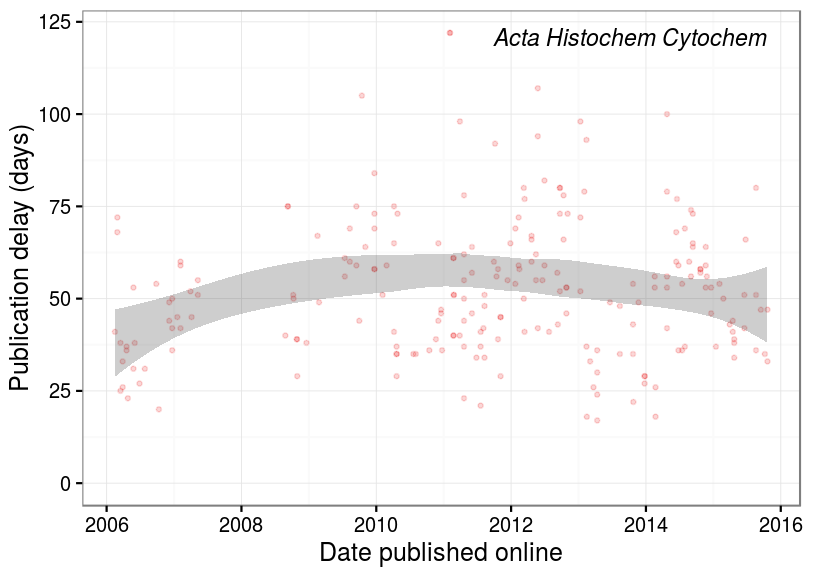 Acta Histochem Cytochem
Publication delay (days)
125
100
75
50
25
0
2006 2008 2010 2012 2014 2016
Date published online